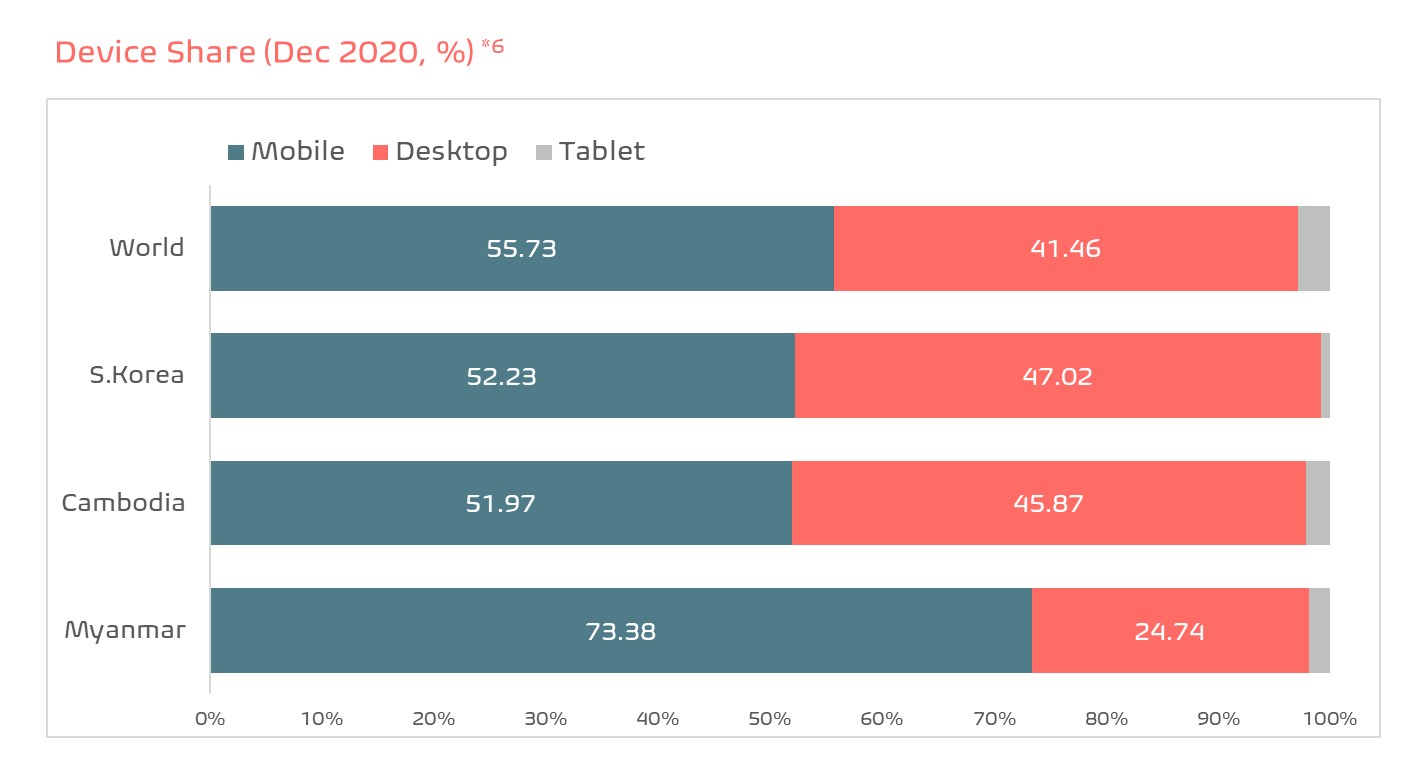 Device Share (Dec 2020, %) *6
Mobile Desktop Tablet
World 55.73 41.46
S.Korea 52.23 47.02
Cambodia 51.97 45.87
Myanmar 73.38 24.74
0% 10% 20% 30% 40% 50% 60% 70% 80% 90% 100%